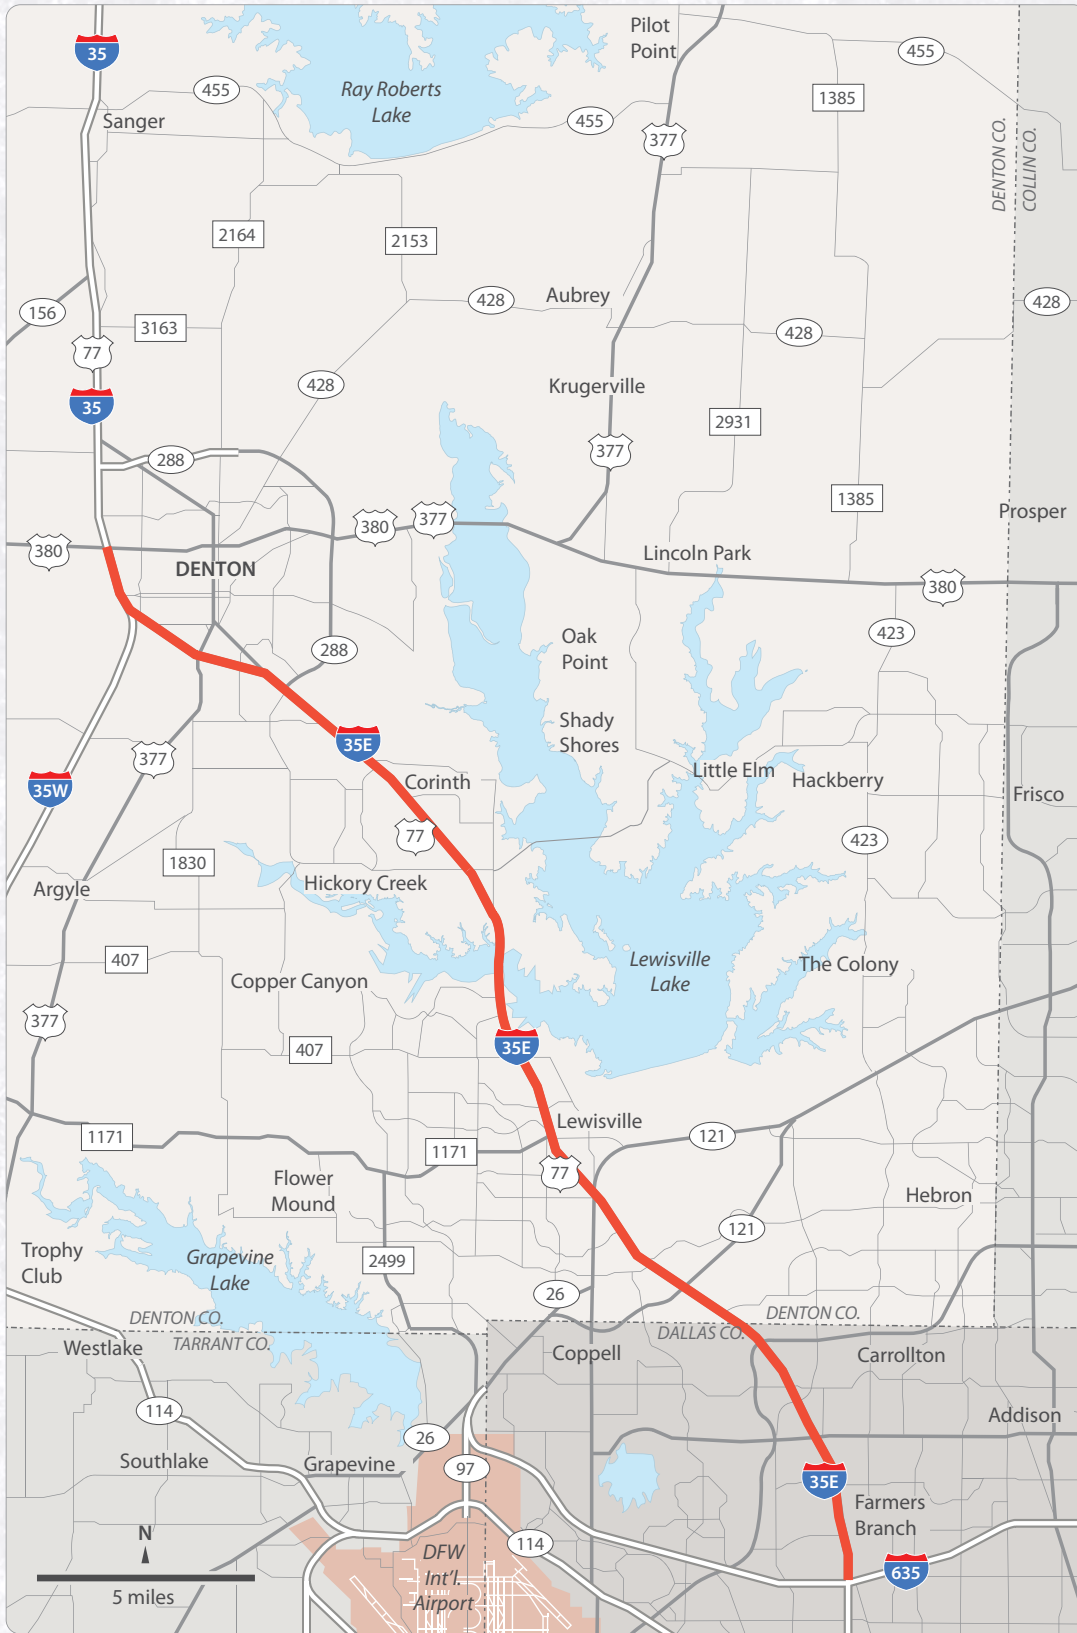 Pilot
Point
35
455
455
Ray Roberts
Lake
1385
Sanger
455
377
DENTON CO.
COLLIN CO.
2164
2153
Aubrey
428
428
156
3163
428
77
428
Krugerville
35
2931
377
288
1385
Prosper
380
380
377
Lincoln Park
DENTON
380
423
Oak
Point
288
Shady
Shores
35E
377
Little Elm
Hackberry
35W
Corinth
Frisco
77
423
1830
Hickory Creek
Argyle
407
Lewisville
Lake
The Colony
Copper Canyon
377
407
35E
Lewisville
1171
121
1171
77
Flower
Mound
Hebron
121
Trophy
Club
Grapevine
Lake
2499
26
DENTON CO.
TARRANT CO.
DENTON CO.
DALLAS CO.
Westlake
Coppell
Carrollton
114
Addison
26
Southlake
Grapevine
97
35E
Farmers
Branch
N
114
DFW
Int'l.
Airport
635
5 miles